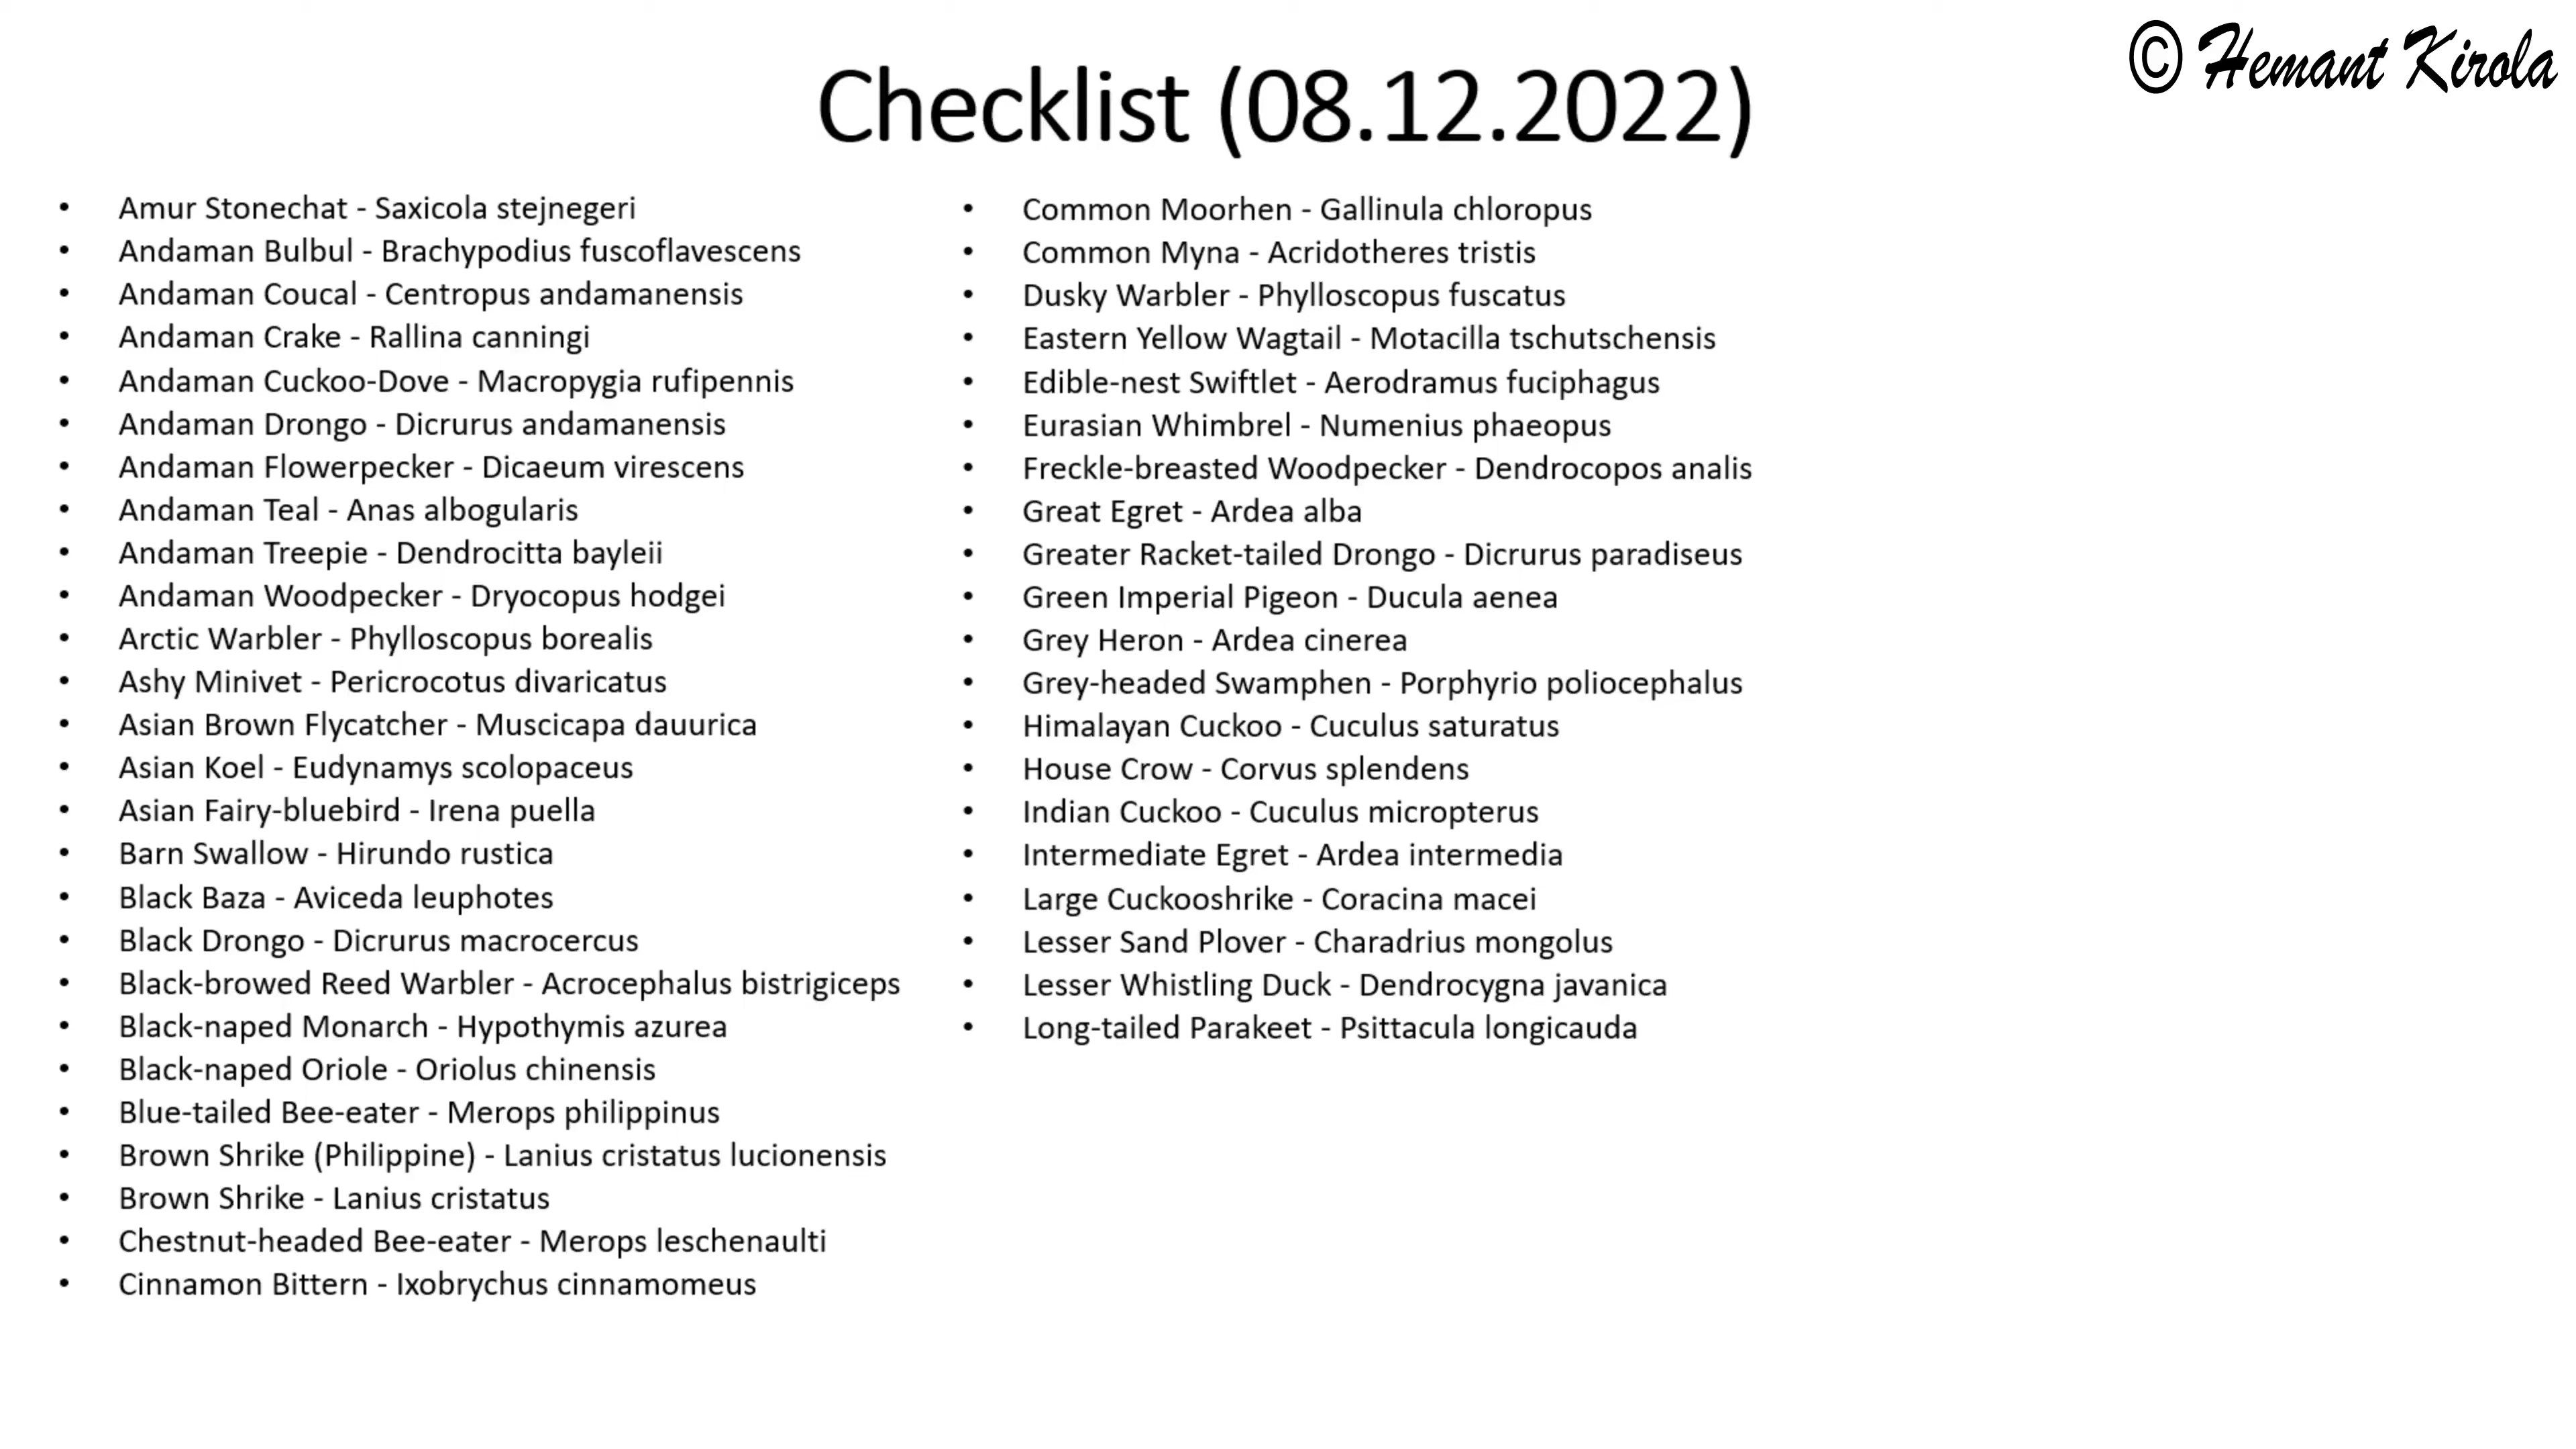 © Hemant Kirola
Checklist (08.12.2022)
• Amur Stonechat - Saxicola stejnegeri
• Andaman Bulbul - Brachypodius fuscoflavescens
• Andaman Coucal - Centropus andamanensis
• Andaman Crake - Rallina canningi
• Andaman Cuckoo-Dove - Macropygia rufipennis
• Andaman Drongo - Dicrurus andamanensis
• Andaman Flowerpecker - Dicaeum virescens
• Andaman Teal - Anas albogularis
• Andaman Treepie - Dendrocitta bayleii
• Andaman Woodpecker - Dryocopus hodgei
• Arctic Warbler - Phylloscopus borealis
• Ashy Minivet - Pericrocotus divaricatus
• Asian Brown Flycatcher - Muscicapa dauurica
• Asian Koel - Eudynamys scolopaceus
• Asian Fairy-bluebird - Irena puella
• Barn Swallow - Hirundo rustica
• Black Baza - Aviceda leuphotes
• Black Drongo - Dicrurus macrocercus
• Black-browed Reed Warbler - Acrocephalus bistrigiceps
• Black-naped Monarch - Hypothymis azurea
• Black-naped Oriole - Oriolus chinensis
• Blue-tailed Bee-eater - Merops philippinus
• Brown Shrike (Philippine) - Lanius cristatus lucionensis
• Brown Shrike - Lanius cristatus
• Chestnut-headed Bee-eater - Merops leschenaulti
• Cinnamon Bittern - Ixobrychus cinnamomeus
• Common Moorhen - Gallinula chloropus
• Common Myna - Acridotheres tristis
• Dusky Warbler - Phylloscopus fuscatus
• Eastern Yellow Wagtail - Motacilla tschutschensis
• Edible-nest Swiftlet - Aerodramus fuciphagus
• Eurasian Whimbrel - Numenius phaeopus
• Freckle-breasted Woodpecker - Dendrocopos analis
• Great Egret - Ardea alba
• Greater Racket-tailed Drongo - Dicrurus paradiseus
• Green Imperial Pigeon - Ducula aenea
• Grey Heron - Ardea cinerea
• Grey-headed Swamphen - Porphyrio poliocephalus
• Himalayan Cuckoo - Cuculus saturatus
• House Crow - Corvus splendens
• Indian Cuckoo - Cuculus micropterus
• Intermediate Egret - Ardea intermedia
• Large Cuckooshrike - Coracina macei
• Lesser Sand Plover - Charadrius mongolus
• Lesser Whistling Duck - Dendrocygna javanica
• Long-tailed Parakeet - Psittacula longicauda